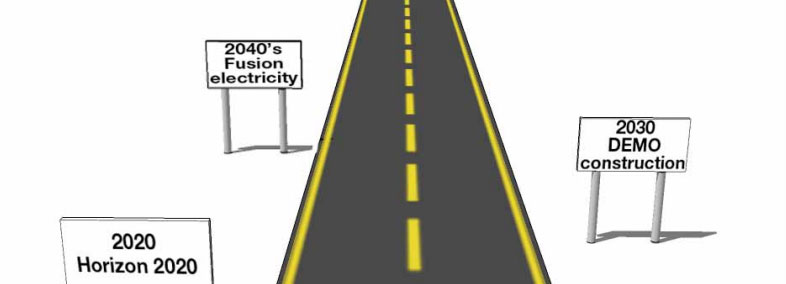 2040's
Fusion
electricity
2030
DEMO
construction
2020
Horizon 2020